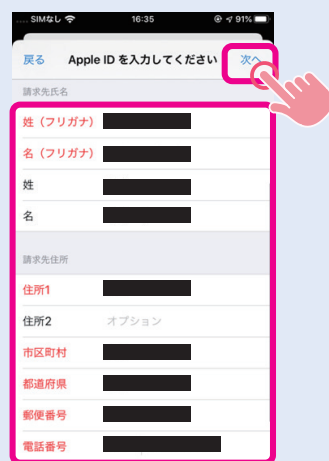 .... SIMなし 16:35 91%
戻る Apple ID を入力してください 次へ
請求先氏名
姓（フリガナ）
名（フリガナ）
姓
名
請求先住所
住所1
住所2 オプション
市区町村
都道府県
郵便番号
電話番号